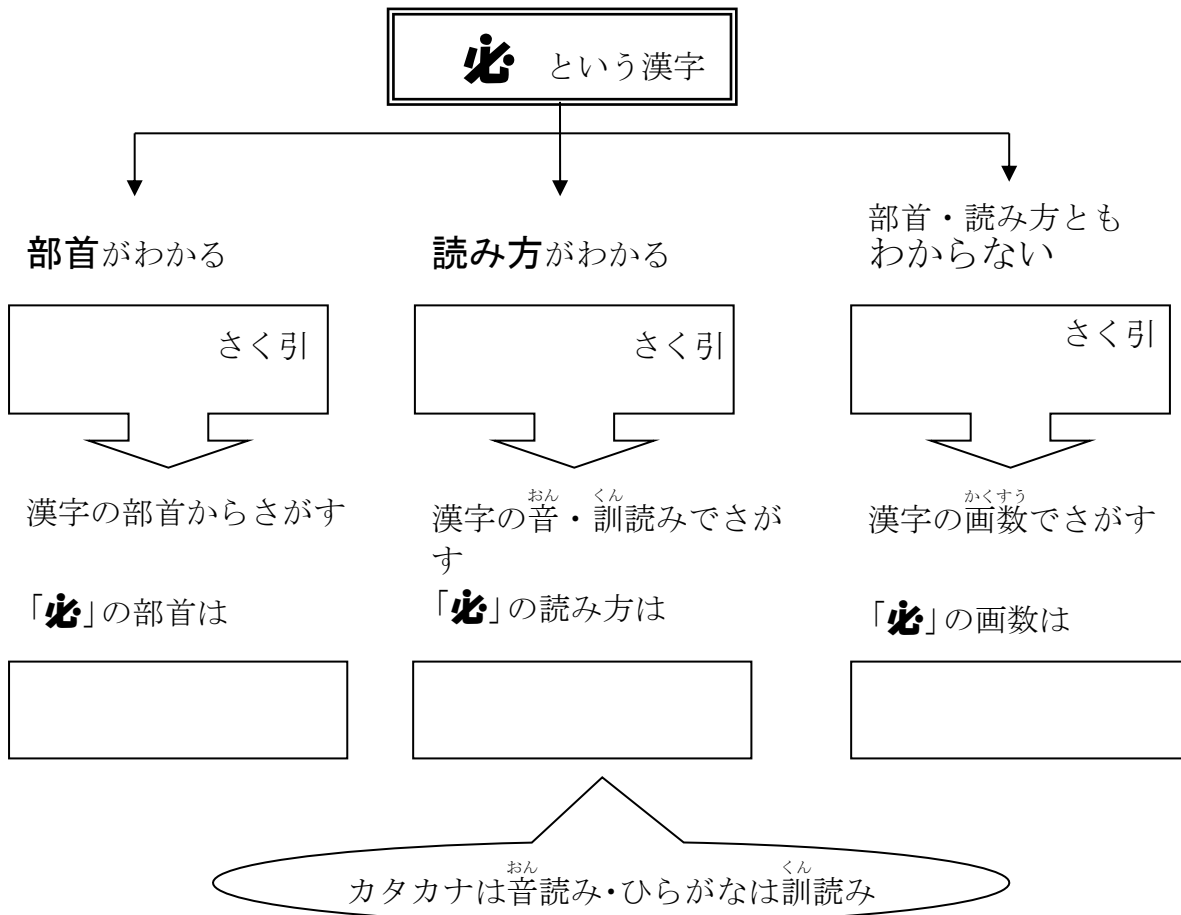 必 という漢字
部首がわかる
読み方がわかる
部首・読み方とも
わからない
さく引
さく引
さく引
漢字の部首からさがす
漢字の音・訓読みでさが
す
おん くん
漢字の画数でさがす
かくすう
「必」の部首は
「必」の読み方は
「必」の画数は
カタカナは音読み・ひらがなは訓読み
おん くん